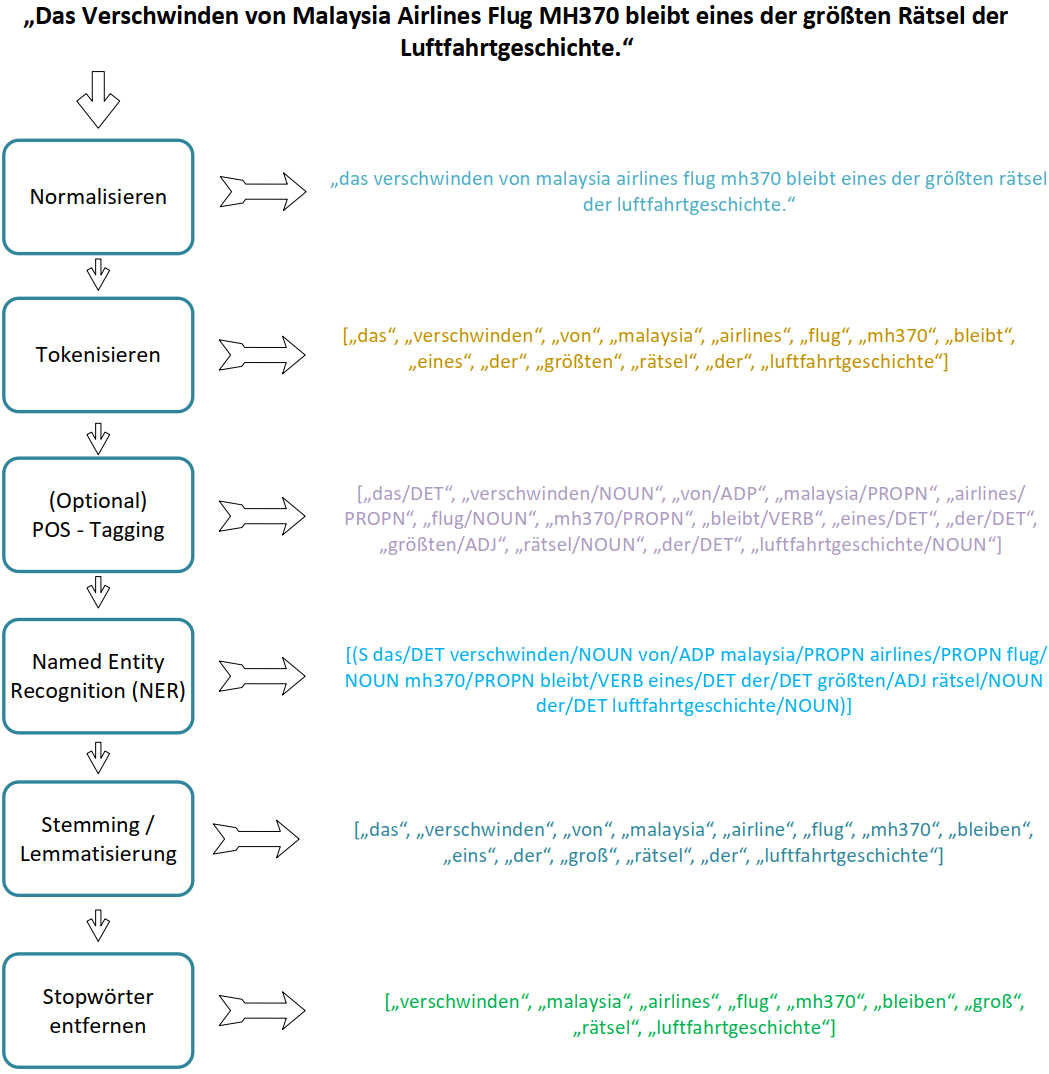 „Das Verschwinden von Malaysia Airlines Flug MH370 bleibt eines der größten Rätsel der
Luftfahrtgeschichte.“
Normalisieren
„das verschwinden von malaysia airlines flug mh370 bleibt eines der größten rätsel
der luftfahrtgeschichte.“
Tokenisieren
[„das“, „verschwinden“, „von“, „malaysia“, „airlines“, „flug“, „mh370“, „bleibt“,
„eines“, „der“, „größten“, „rätsel“, „der“, „luftfahrtgeschichte“]
(Optional)
POS - Tagging
[„das/DET“, „verschwinden/NOUN“, „von/ADP“, „malaysia/PROPN“, „airlines/
PROPN“, „flug/NOUN“, „mh370/PROPN“, „bleibt/VERB“, „eines/DET“, „der/DET“,
„größten/ADJ“, „rätsel/NOUN“, „der/DET“, „luftfahrtgeschichte/NOUN“]
Named Entity
Recognition (NER)
[(S das/DET verschwinden/NOUN von/ADP malaysia/PROPN airlines/PROPN flug/
NOUN mh370/PROPN bleibt/VERB eines/DET der/DET größten/ADJ rätsel/NOUN
der/DET luftfahrtgeschichte/NOUN)]
Stemming /
Lemmatisierung
[„das“, „verschwinden“, „von“, „malaysia“, „airline“, „flug“, „mh370“, „bleiben“,
„eins“, „der“, „groß“, „rätsel“, „der“, „luftfahrtgeschichte“]
Stopwörter
entfernen
[„verschwinden“, „malaysia“, „airlines“, „flug“, „mh370“, „bleiben“, „groß“,
„rätsel“, „luftfahrtgeschichte“]